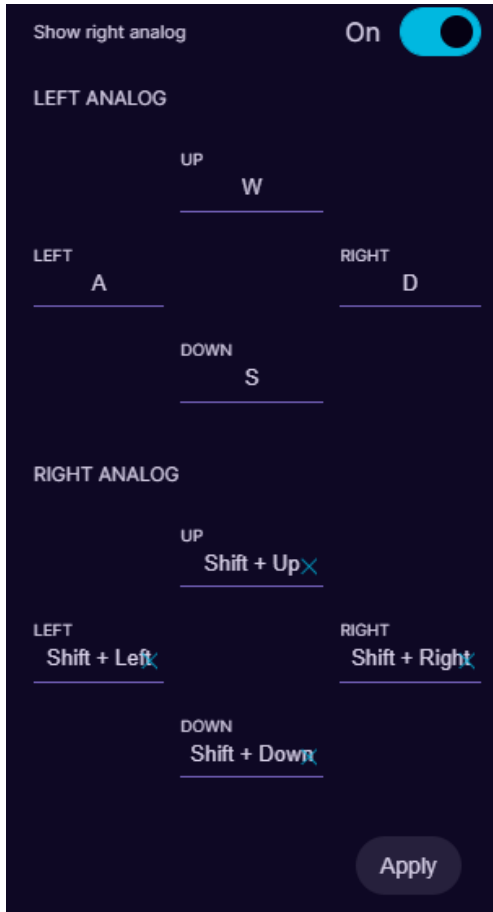 Show right analog On
LEFT ANALOG
UP
W
LEFT RIGHT
A D
DOWN
S
RIGHT ANALOG
UP
Shift + Up
LEFT RIGHT
Shift + Left Shift + Right
DOWN
Shift + Down
Apply